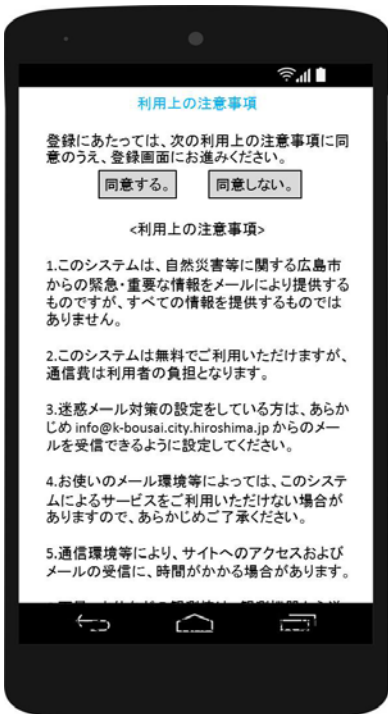 利用上の注意事項
登録にあたっては、次の利用上の注意事項に同
意のうえ、登録画面にお進みください。
同意する。 同意しない。
<利用上の注意事項>
1.このシステムは、自然災害等に関する広島市
からの緊急・重要な情報をメールにより提供する
ものですが、すべての情報を提供するものでは
ありません。
2.このシステムは無料でご利用いただけますが、
通信費は利用者の負担となります。
3.迷惑メール対策の設定をしている方は、あらか
じめ info@k-bousai.city.hiroshima.jp からのメー
ルを受信できるように設定してください。
4.お使いのメール環境等によっては、このシステ
ムによるサービスをご利用いただけない場合が
ありますので、あらかじめご了承ください。
5.通信環境等により、サイトへのアクセスおよび
メールの受信に、時間がかかる場合があります。